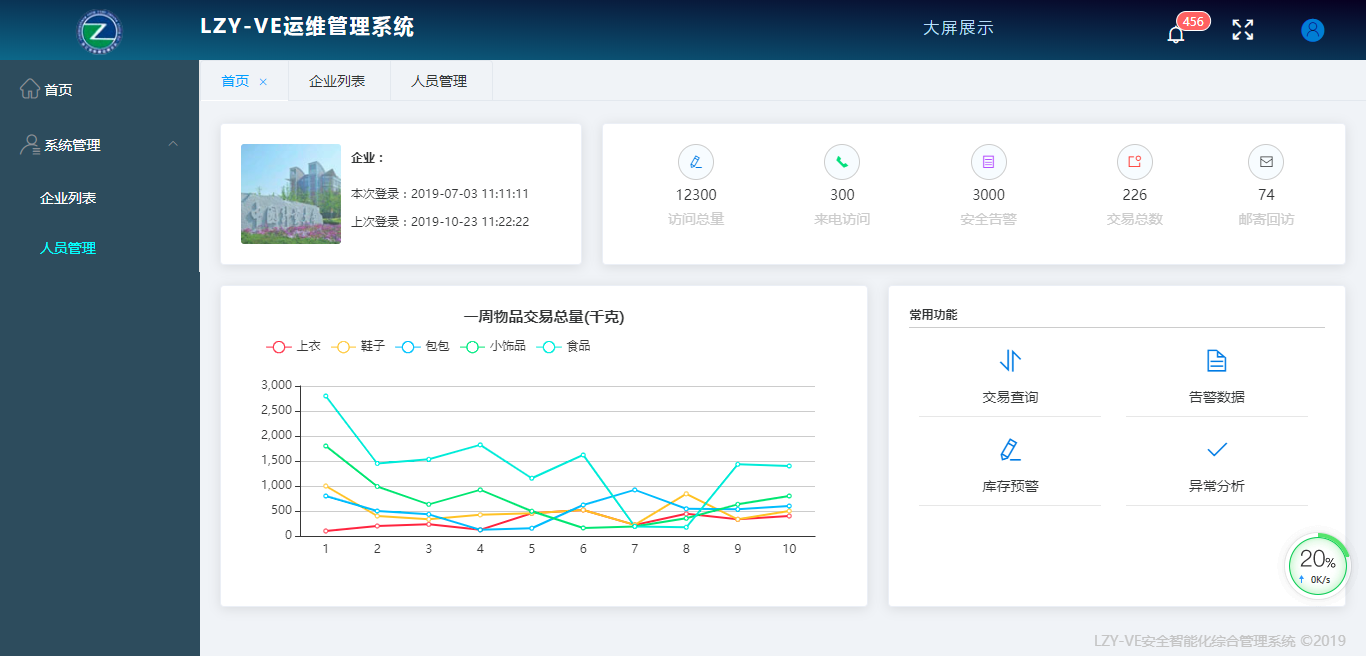 LZY-VE运维管理系统
大屏展示
456
首页
系统管理
企业列表
人员管理
首页 ×
企业列表
人员管理
企业：
本次登录：2019-07-03 11:11:11
上次登录：2019-10-23 11:22:22
12300
访问总量
300
来电访问
3000
安全告警
226
交易总数
74
邮寄回访
一周物品交易总量(千克)
上衣 鞋子 包包 小饰品 食品
3,000
2,500
2,000
1,500
1,000
500
0
1 2 3 4 5 6 7 8 9 10
常用功能
交易查询
告警数据
库存预警
异常分析
20%
0K/s
LZY-VE安全智能化综合管理系统 ©2019